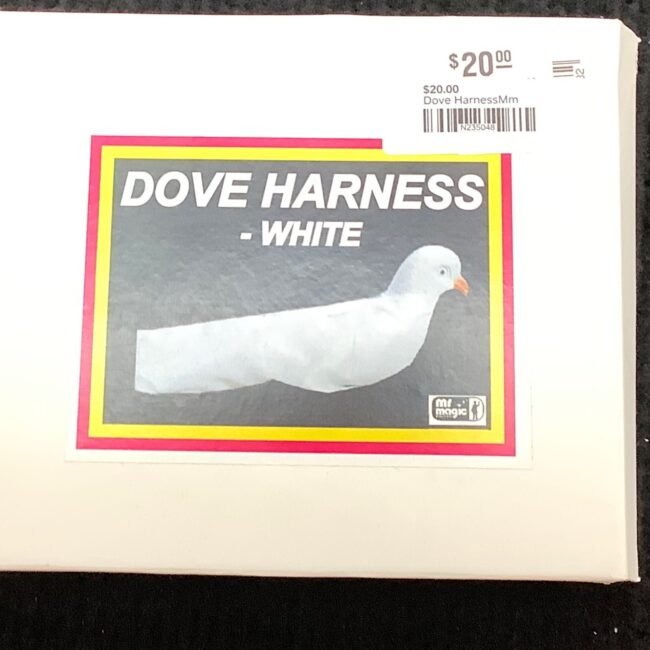 $20⁰⁰
$20.00
Dove HarnessMm
N235048
DOVE HARNESS
- WHITE
mr
magic